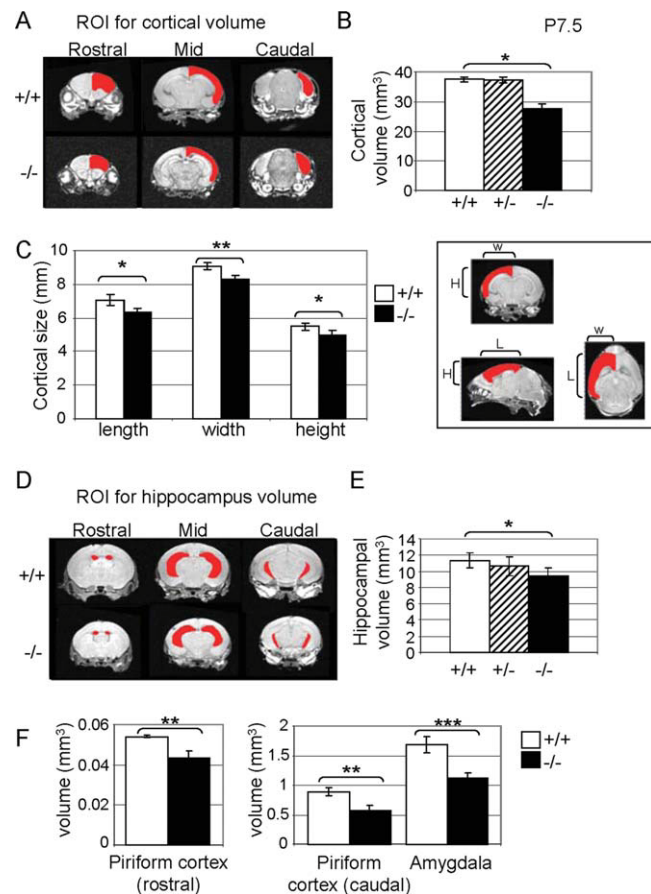 A
ROI for cortical volume
Rostral Mid Caudal
+/+
-/-
B
P7.5
Cortical
volume (mm³)
40
30
20
10
0
*
+/+ +/- -/-
C
Cortical size (mm)
10
8
6
4
2
0
* ** *
length width height
+/+
-/-
W
H
L
H
W
L
D
ROI for hippocampus volume
Rostral Mid Caudal
+/+
-/-
E
Hippocampal
volume (mm³)
14
12
10
8
6
4
2
0
*
+/+ +/- -/-
F
volume (mm³)
0.06
0.04
0.02
0
**
Piriform cortex
(rostral)
volume (mm³)
2
1.5
1
0.5
0
** ***
Piriform
cortex (caudal)
Amygdala
+/+
-/-